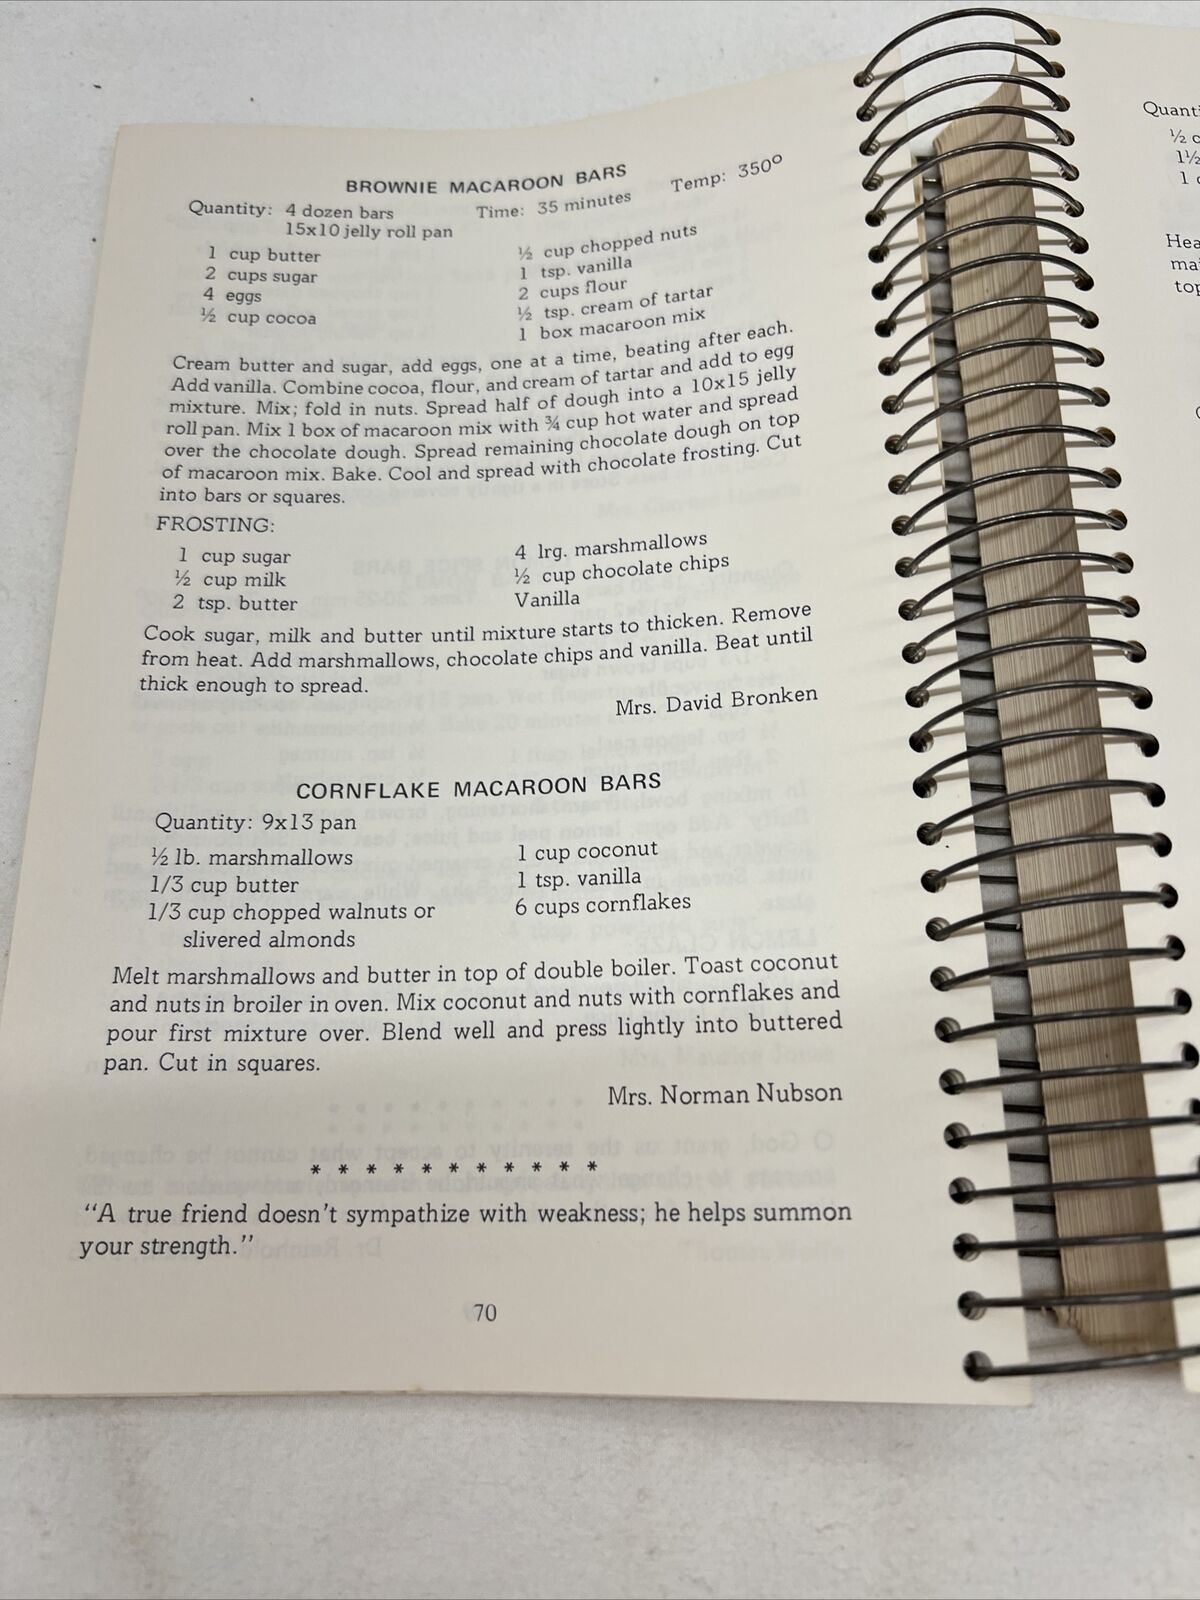 BROWNIE MACAROON BARS
Quantity: 4 dozen bars Time: 35 minutes Temp: 350°
15x10 jelly roll pan
1 cup butter
2 cups sugar
4 eggs
½ cup cocoa
½ cup chopped nuts
1 tsp. vanilla
2 cups flour
½ tsp. cream of tartar
1 box macaroon mix
Cream butter and sugar, add eggs, one at a time, beating after each.
Add vanilla. Combine cocoa, flour, and cream of tartar and add to egg
mixture. Mix; fold in nuts. Spread half of dough into a 10x15 jelly
roll pan. Mix 1 box of macaroon mix with ¾ cup hot water and spread
over the chocolate dough. Spread remaining chocolate dough on top
of macaroon mix. Bake. Cool and spread with chocolate frosting. Cut
into bars or squares.
FROSTING:
1 cup sugar
½ cup milk
2 tsp. butter
4 lrg. marshmallows
½ cup chocolate chips
Vanilla
Cook sugar, milk and butter until mixture starts to thicken. Remove
from heat. Add marshmallows, chocolate chips and vanilla. Beat until
thick enough to spread.
Mrs. David Bronken
CORNFLAKE MACAROON BARS
Quantity: 9x13 pan
½ lb. marshmallows
1/3 cup butter
1/3 cup chopped walnuts or
slivered almonds
1 cup coconut
1 tsp. vanilla
6 cups cornflakes
Melt marshmallows and butter in top of double boiler. Toast coconut
and nuts in broiler in oven. Mix coconut and nuts with cornflakes and
pour first mixture over. Blend well and press lightly into buttered
pan. Cut in squares.
Mrs. Norman Nubson
* * * * * * * * * * *
"A true friend doesn't sympathize with weakness; he helps summon
your strength."
70
½ c
1½
1 c